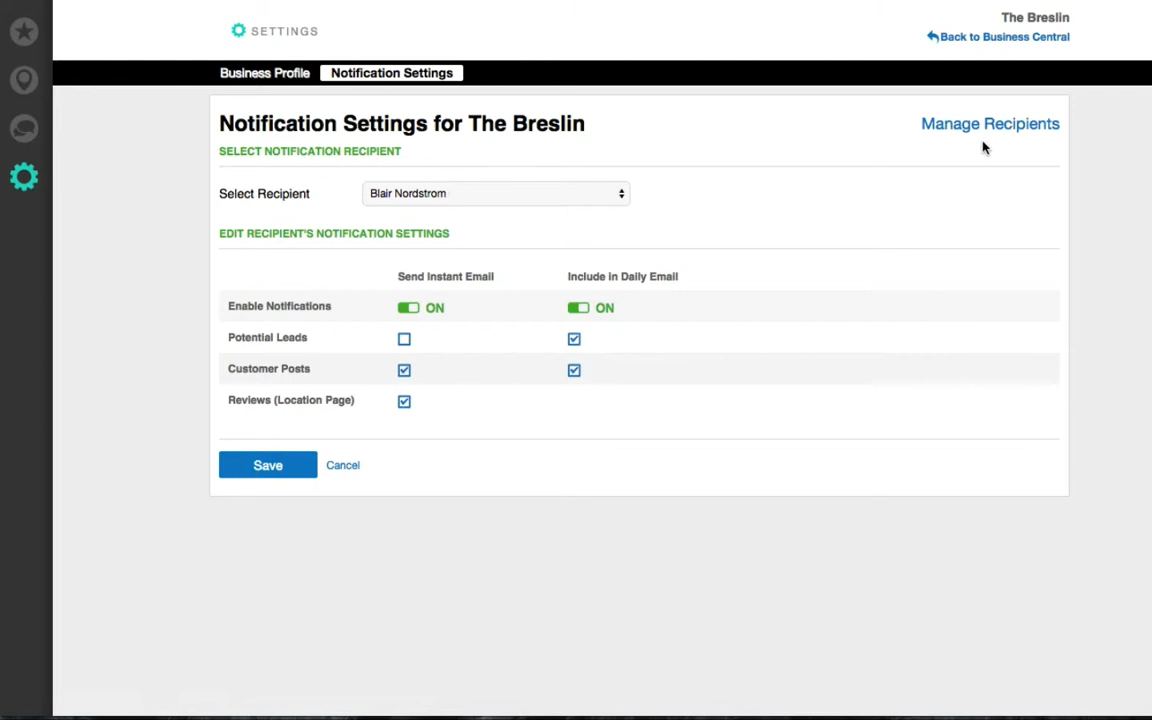 The Breslin
SETTINGS
Back to Business Central
Business Profile Notification Settings
Notification Settings for The Breslin Manage Recipients
SELECT NOTIFICATION RECIPIENT
Select Recipient Blair Nordstrom
EDIT RECIPIENT'S NOTIFICATION SETTINGS
Send Instant Email Include in Daily Email
Enable Notifications ON ON
Potential Leads
Customer Posts
Reviews (Location Page)
Save Cancel